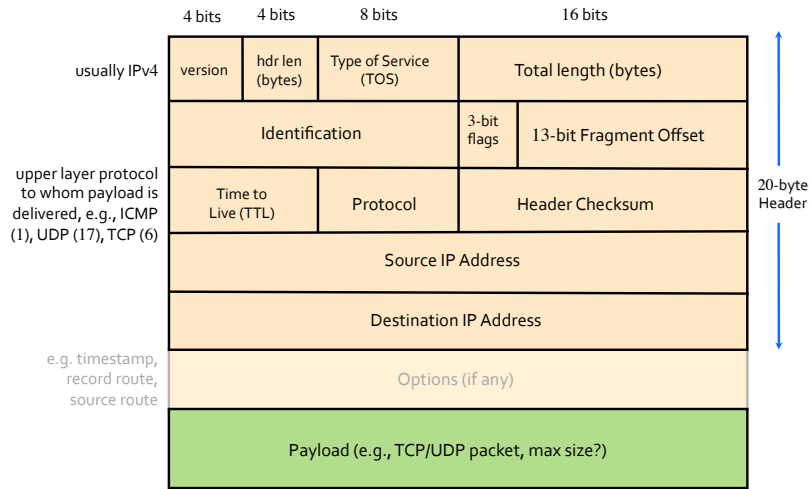 4 bits
4 bits
8 bits
16 bits
usually IPv4
version
hdr len
(bytes)
Type of Service
(TOS)
Total length (bytes)
Identification
3-bit
flags
13-bit Fragment Offset
upper layer protocol
to whom payload is
delivered, e.g., ICMP
(1), UDP (17), TCP (6)
Time to
Live (TTL)
Protocol
Header Checksum
20-byte
Header
Source IP Address
Destination IP Address
e.g. timestamp,
record route,
source route
Options (if any)
Payload (e.g., TCP/UDP packet, max size?)